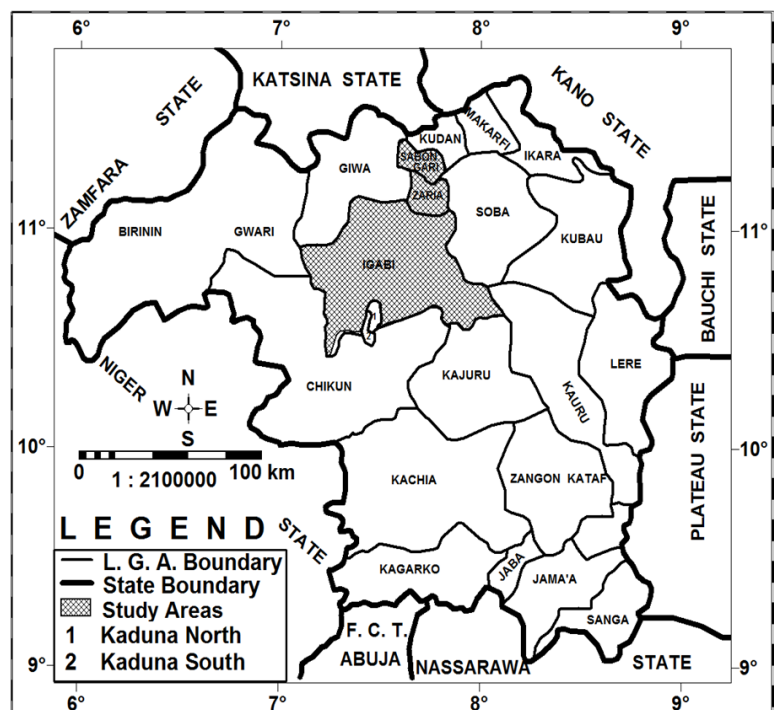 6° 7° 8° 9°
KATSINA STATE
STATE
KANO STATE
ZAMFARA
MAKARFI
KUDAN
IKARA
SABON
GARI
GIWA
ZARIA
SOBA
11° 11°
BIRININ
GWARI
KUBAU
IGABI
BAUCHI STATE
1
NIGER
LERE
CHIKUN
KAJURU
KAURU
N
W E
S
10° 10°
0 100 km
1 : 2100000
KACHIA
ZANGON KATAF
PLATEAU STATE
LEGEND
L. G. A. Boundary
State Boundary
Study Areas
1 Kaduna North
2 Kaduna South
STATE
KAGARKO
JABA
JAMA'A
SANGA
F. C. T.
ABUJA
NASSARAWA
STATE
9° 9°
6° 7° 8° 9°